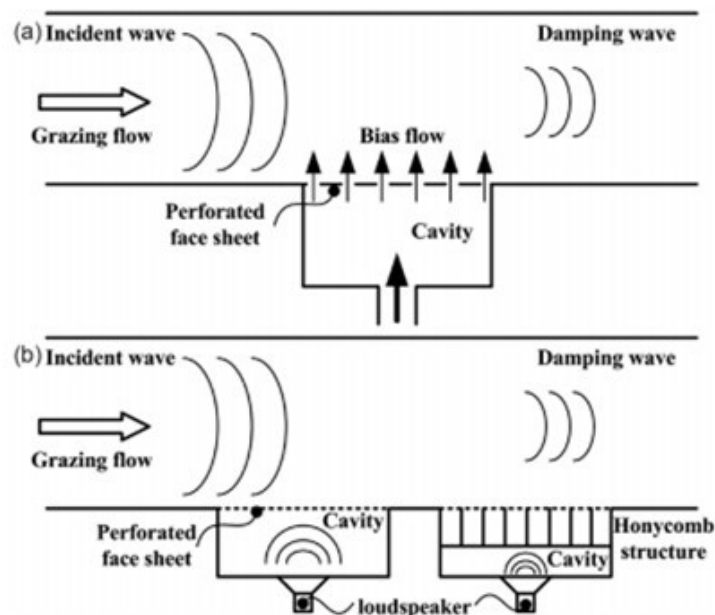 (a) Incident wave
Damping wave
Grazing flow
Bias flow
Perforated
face sheet
Cavity
(b) Incident wave
Damping wave
Grazing flow
Perforated
face sheet
Cavity
Honycomb
structure
Cavity
loudspeaker